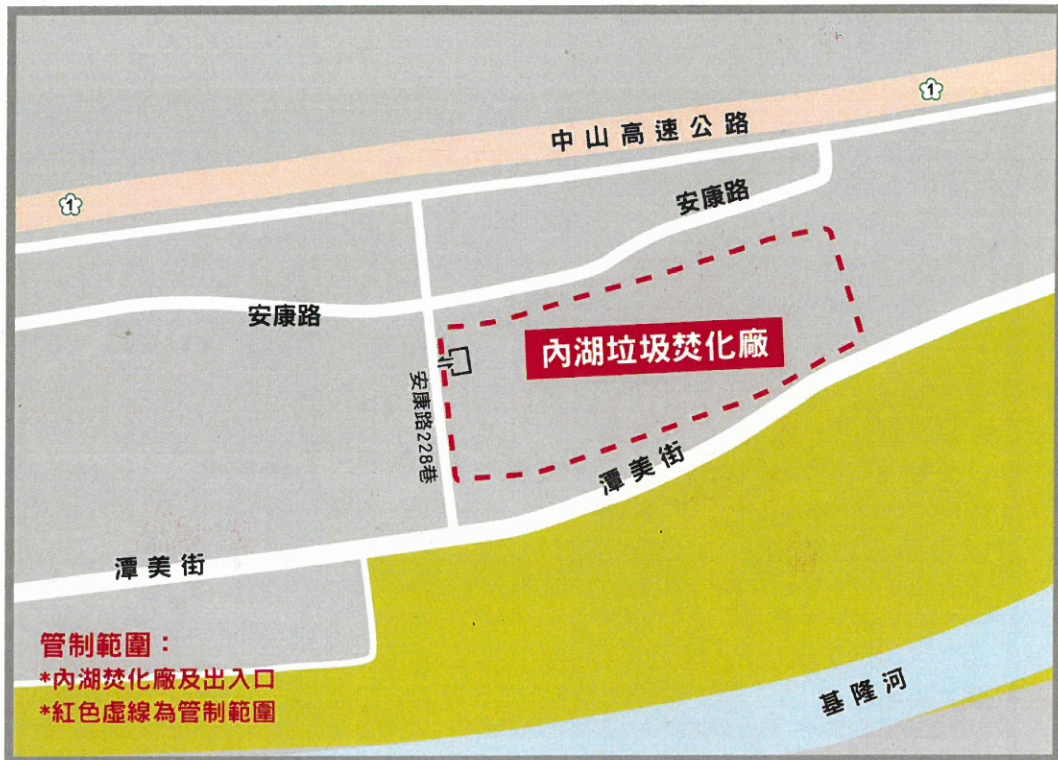 1
中山高速公路
1
安康路
安康路
內湖垃圾焚化廠
安康路228巷
潭美街
潭美街
管制範圍：
*內湖焚化廠及出入口
*紅色虛線為管制範圍
基隆河